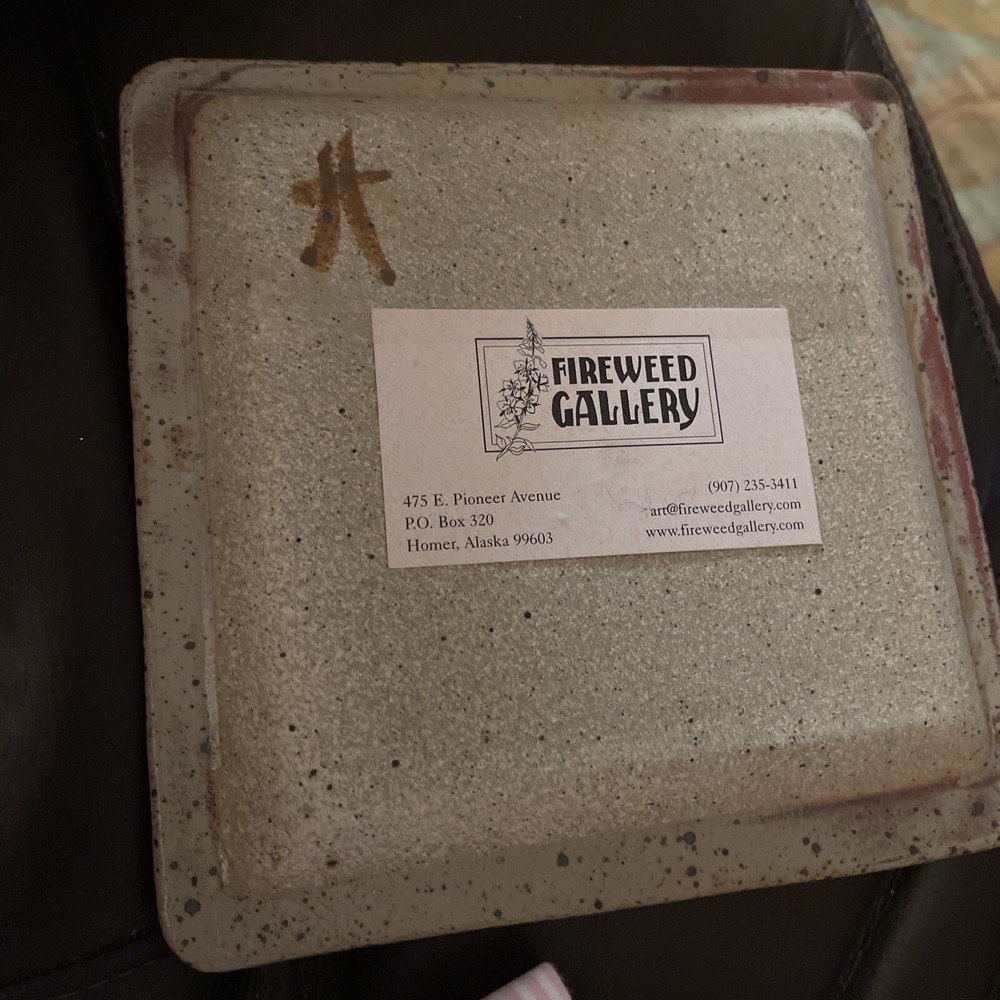 FIREWEED
GALLERY
475 E. Pioneer Avenue
P.O. Box 320
Homer, Alaska 99603
(907) 235-3411
art@fireweedgallery.com
www.fireweedgallery.com